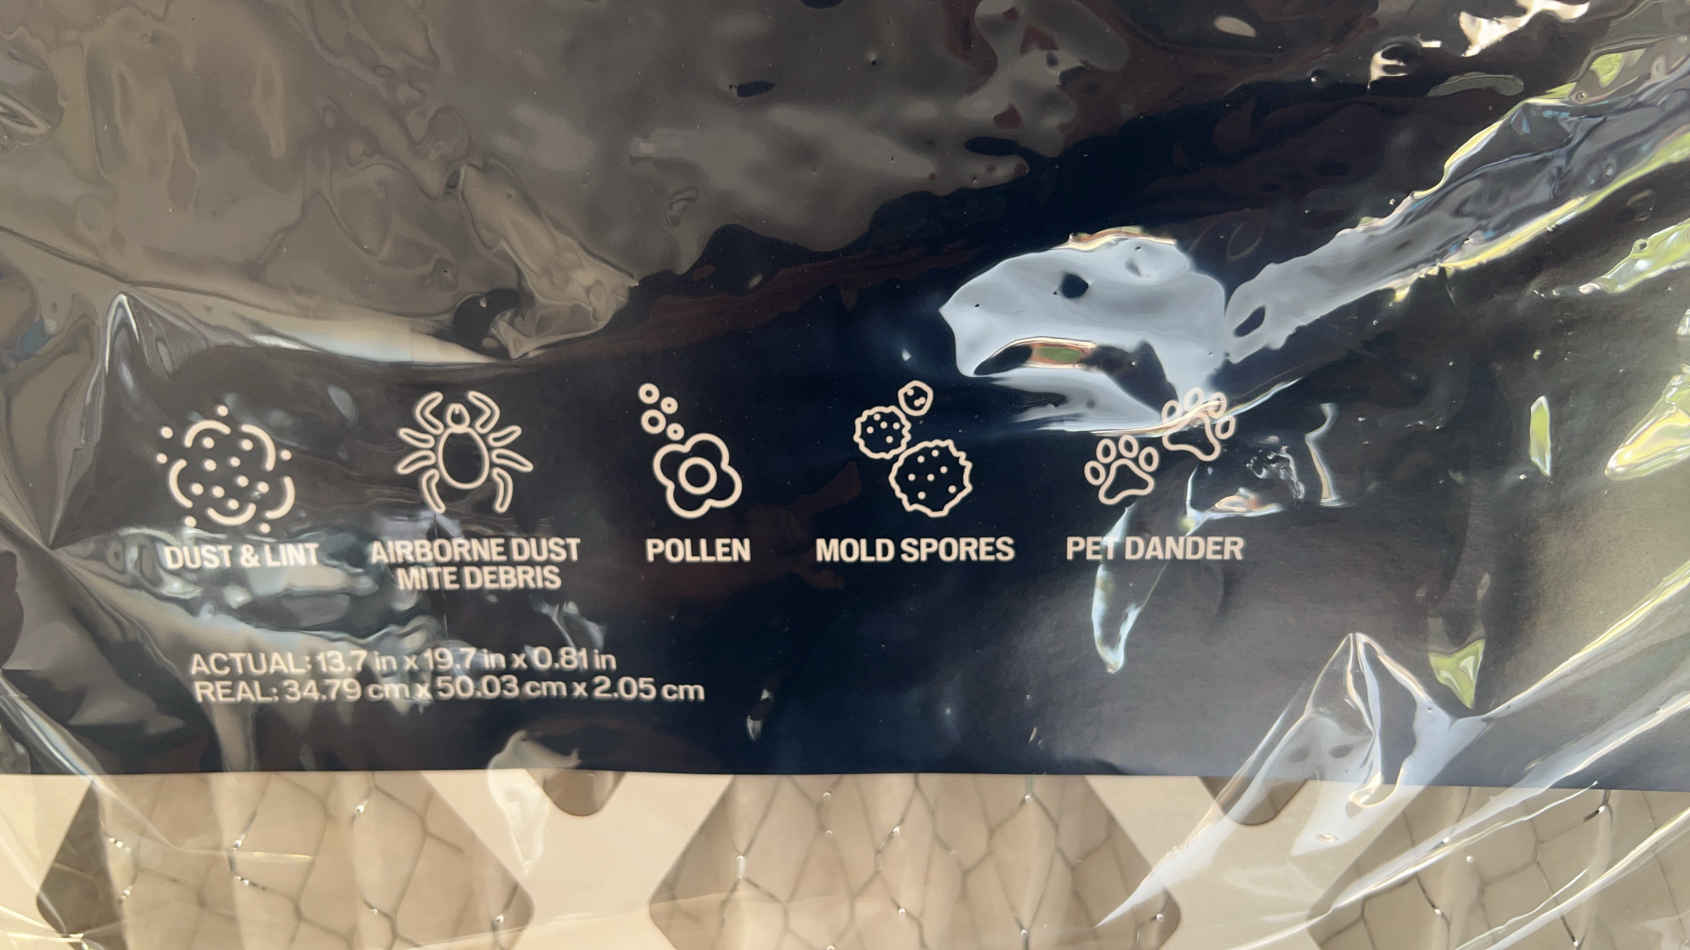 DUST & LINT
AIRBORNE DUST
MITE DEBRIS
POLLEN
MOLD SPORES
PET DANDER
ACTUAL: 13.7 in x 19.7 in x 0.81 in
REAL: 34.79 cm x 50.03 cm x 2.05 cm